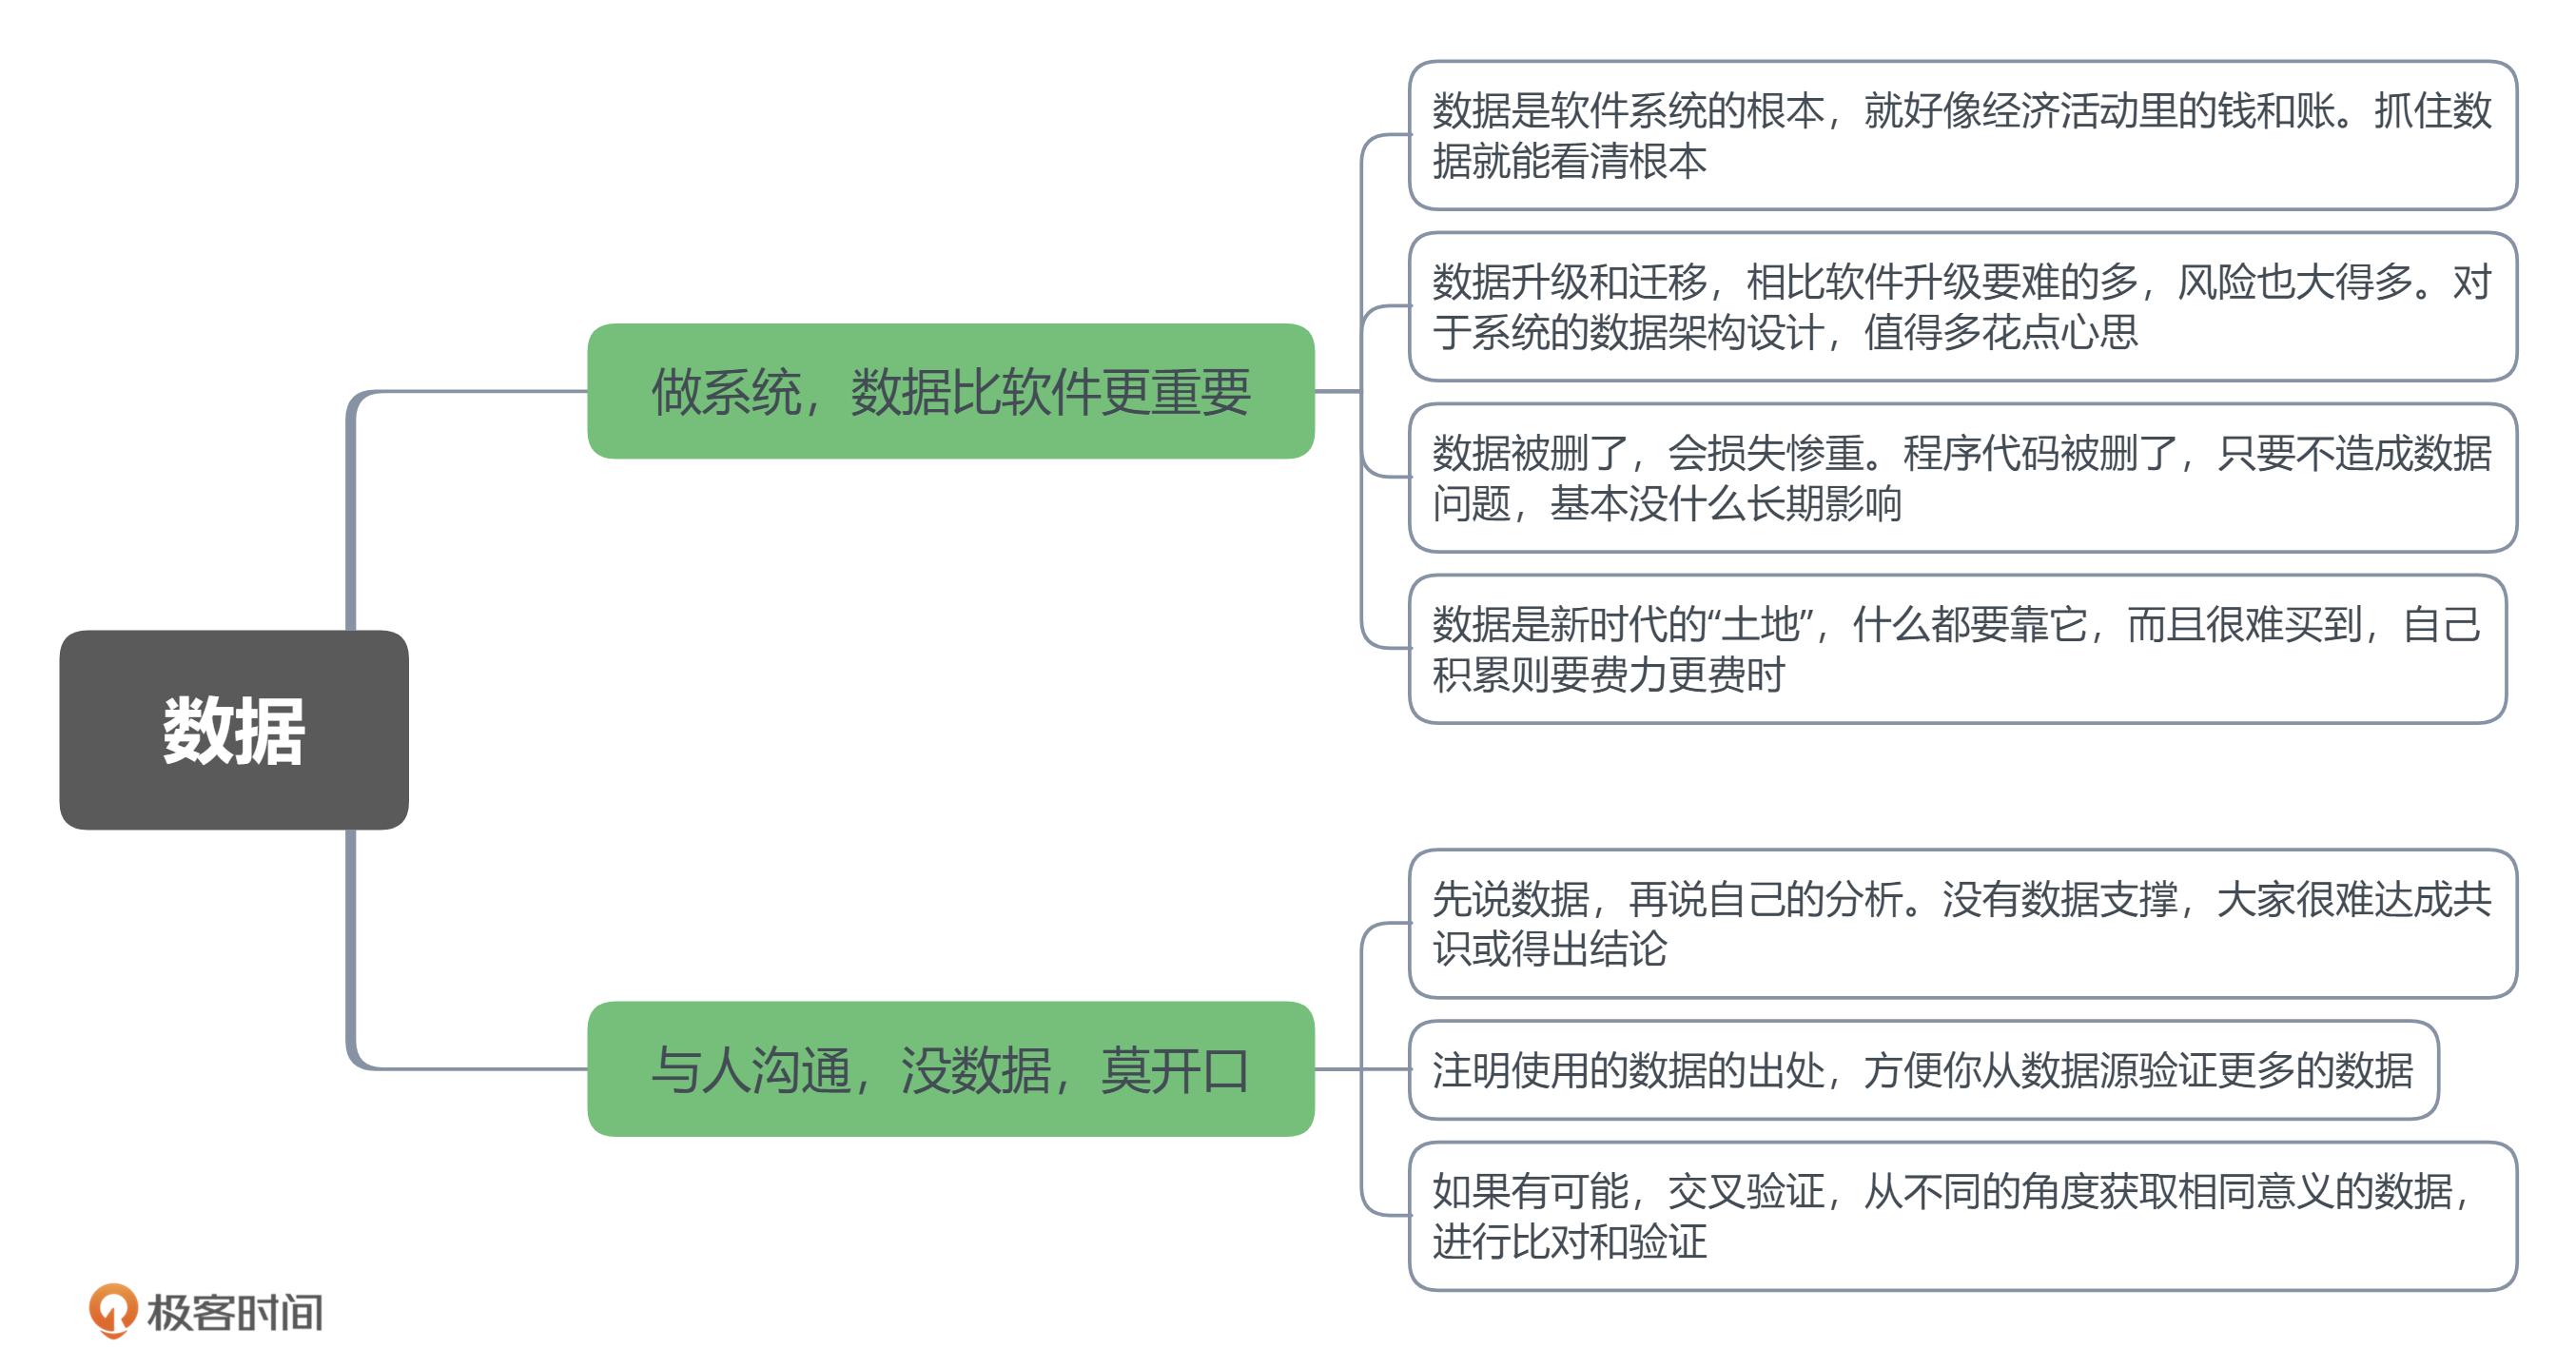 数据是软件系统的根本，就好像经济活动里的钱和账。抓住数
据就能看清根本
数据升级和迁移，相比软件升级要难的多，风险也大得多。对
于系统的数据架构设计，值得多花点心思
做系统，数据比软件更重要
数据被删了，会损失惨重。程序代码被删了，只要不造成数据
问题，基本没什么长期影响
数据是新时代的“土地”，什么都要靠它，而且很难买到，自己
积累则要费力更费时
数据
先说数据，再说自己的分析。没有数据支撑，大家很难达成共
识或得出结论
与人沟通，没数据，莫开口
注明使用的数据的出处，方便你从数据源验证更多的数据
如果有可能，交叉验证，从不同的角度获取相同意义的数据，
进行比对和验证
极客时间